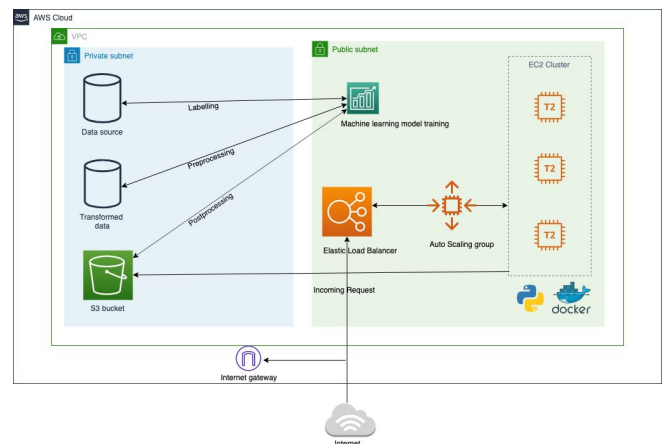 aws
AWS Cloud
VPC
Private subnet
Public subnet
EC2 Cluster
Data source
Labelling
Machine learning model training
T2
Preprocessing
T2
Transformed
data
Postprocessing
Elastic Load Balancer
Auto Scaling group
T2
S3 bucket
Incoming Request
docker
Internet gateway
Internet